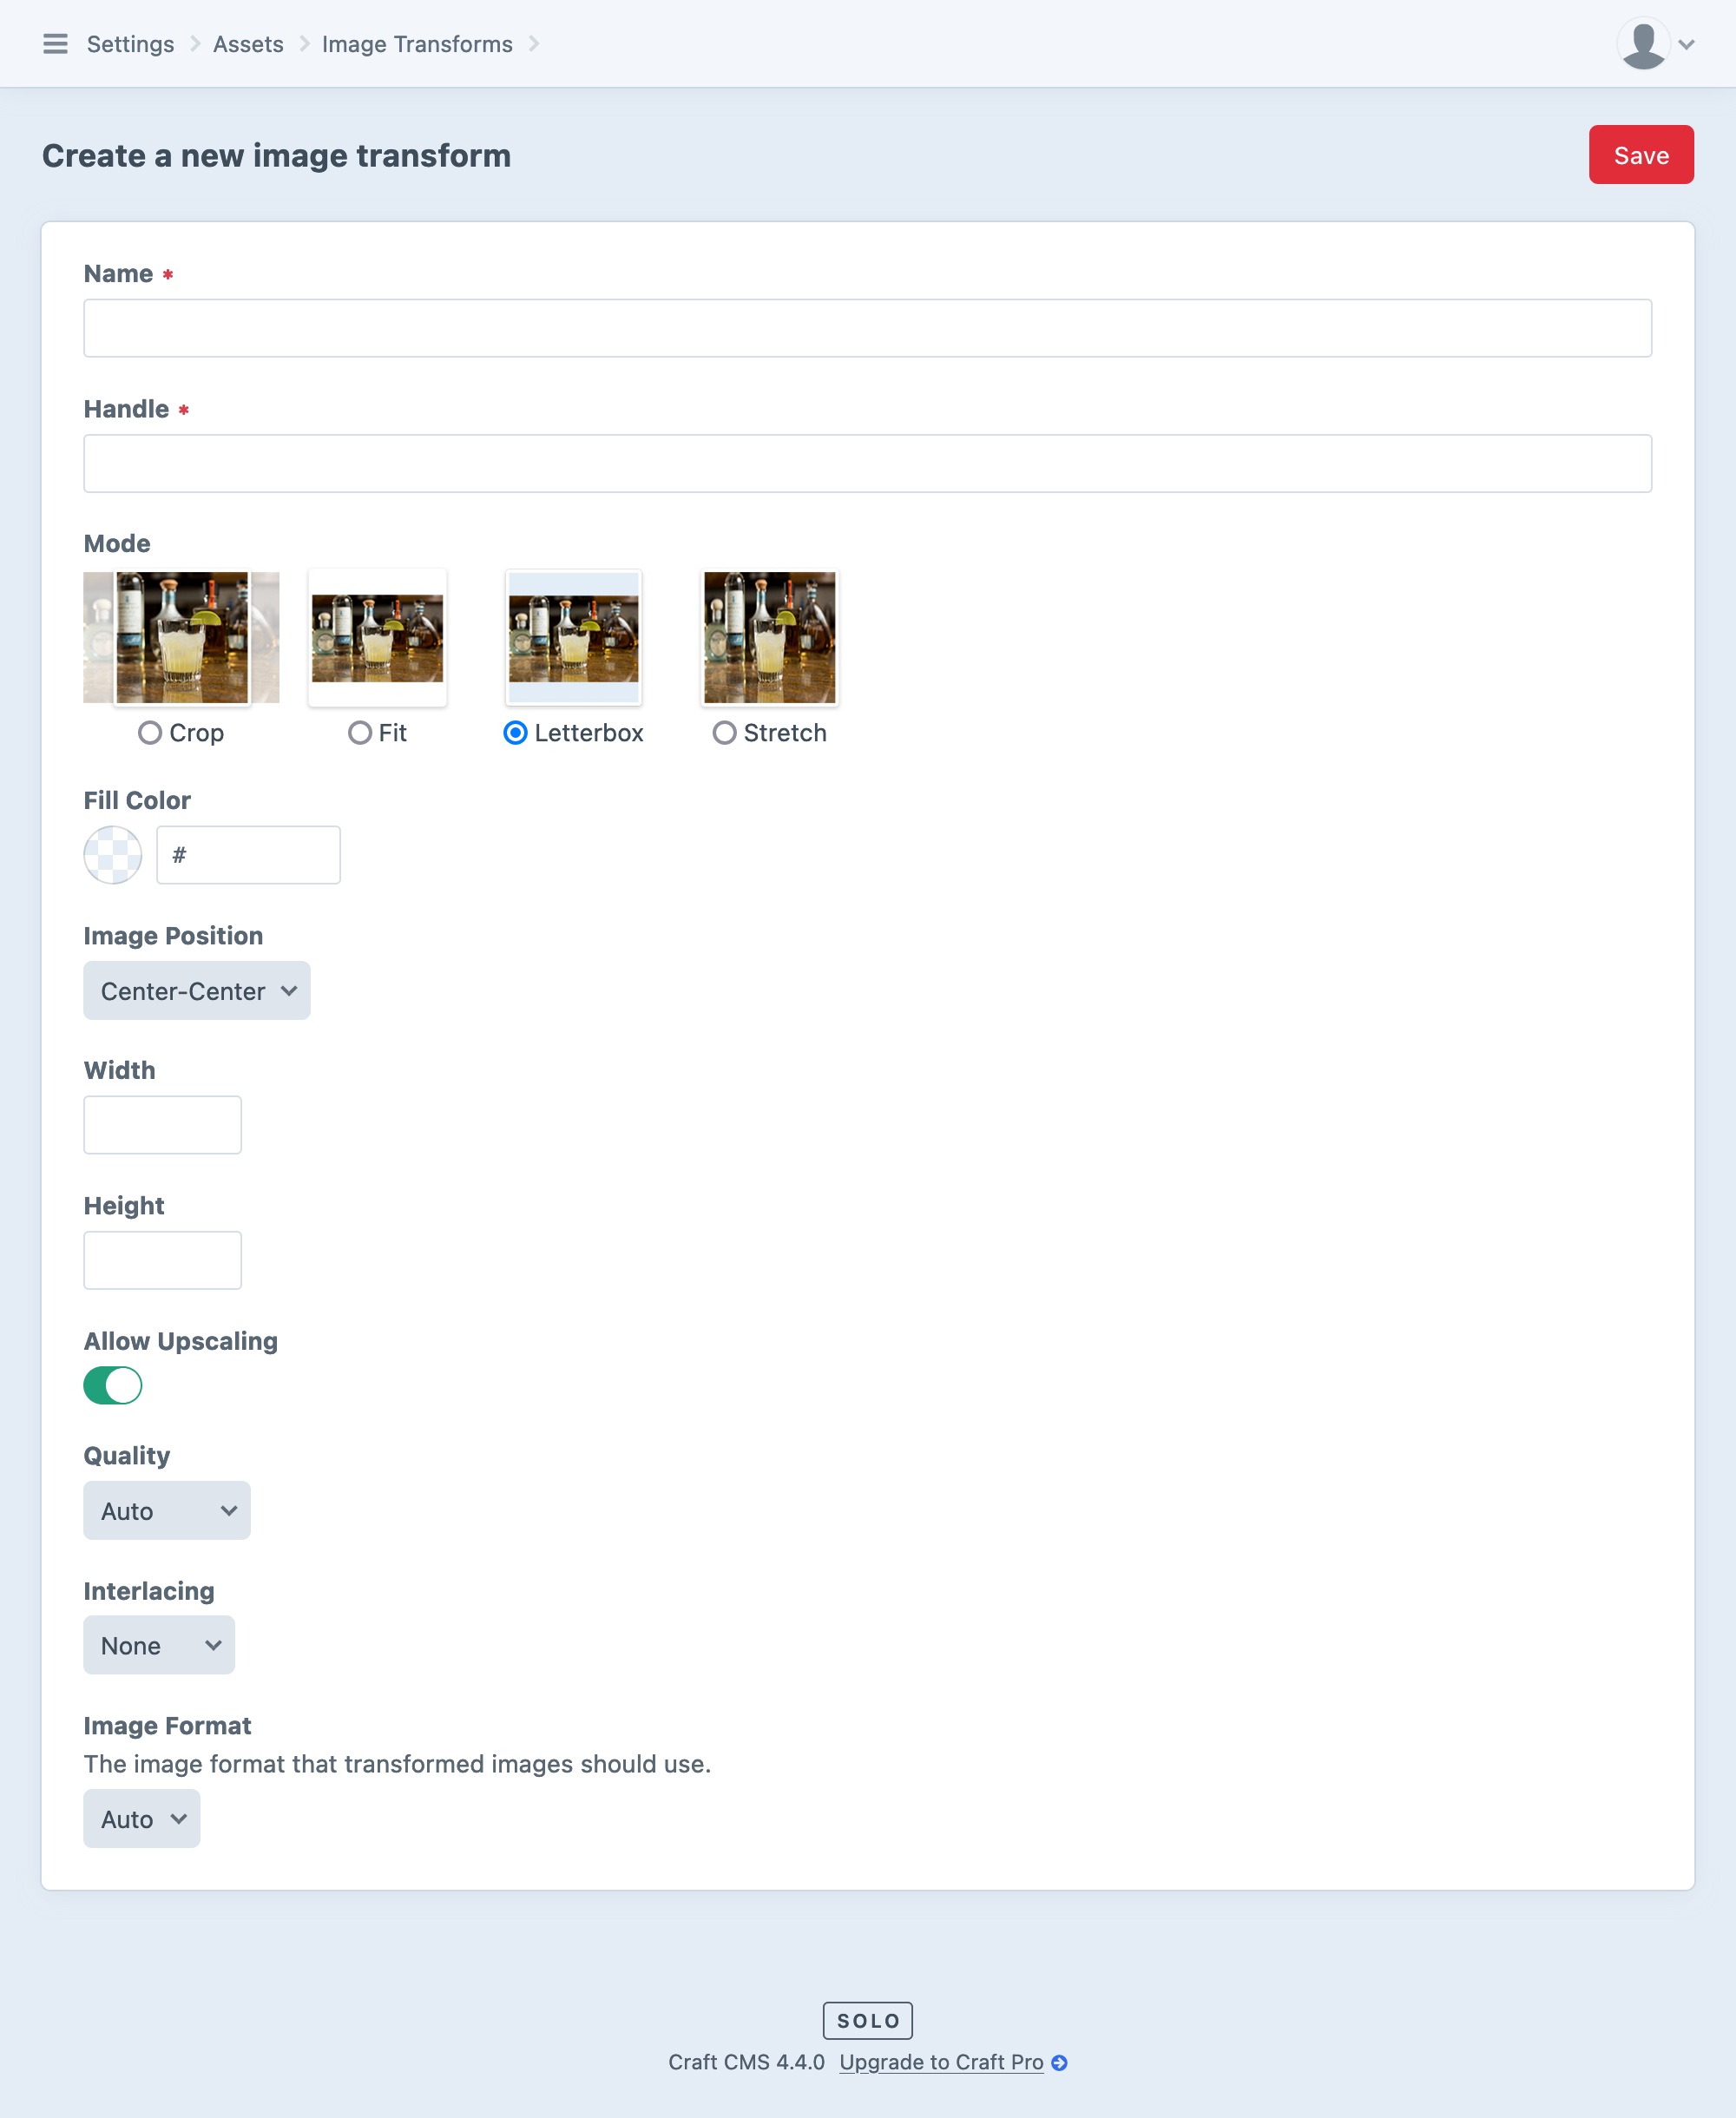 Settings Assets Image Transforms
Create a new image transform
Save
Name *
Handle *
Mode
Crop Fit Letterbox Stretch
Fill Color
#
Image Position
Center-Center
Width
Height
Allow Upscaling
Quality
Auto
Interlacing
None
Image Format
The image format that transformed images should use.
Auto
SOLO
Craft CMS 4.4.0 Upgrade to Craft Pro